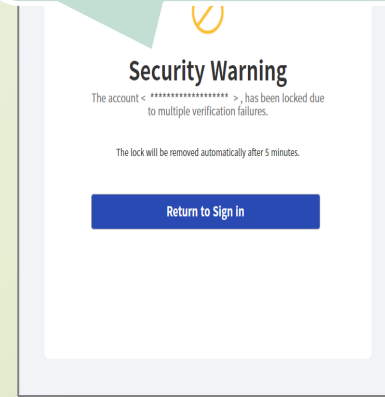 Security Warning
The account < ******************* > , has been locked due
to multiple verification failures.
The lock will be removed automatically after 5 minutes.
Return to Sign in